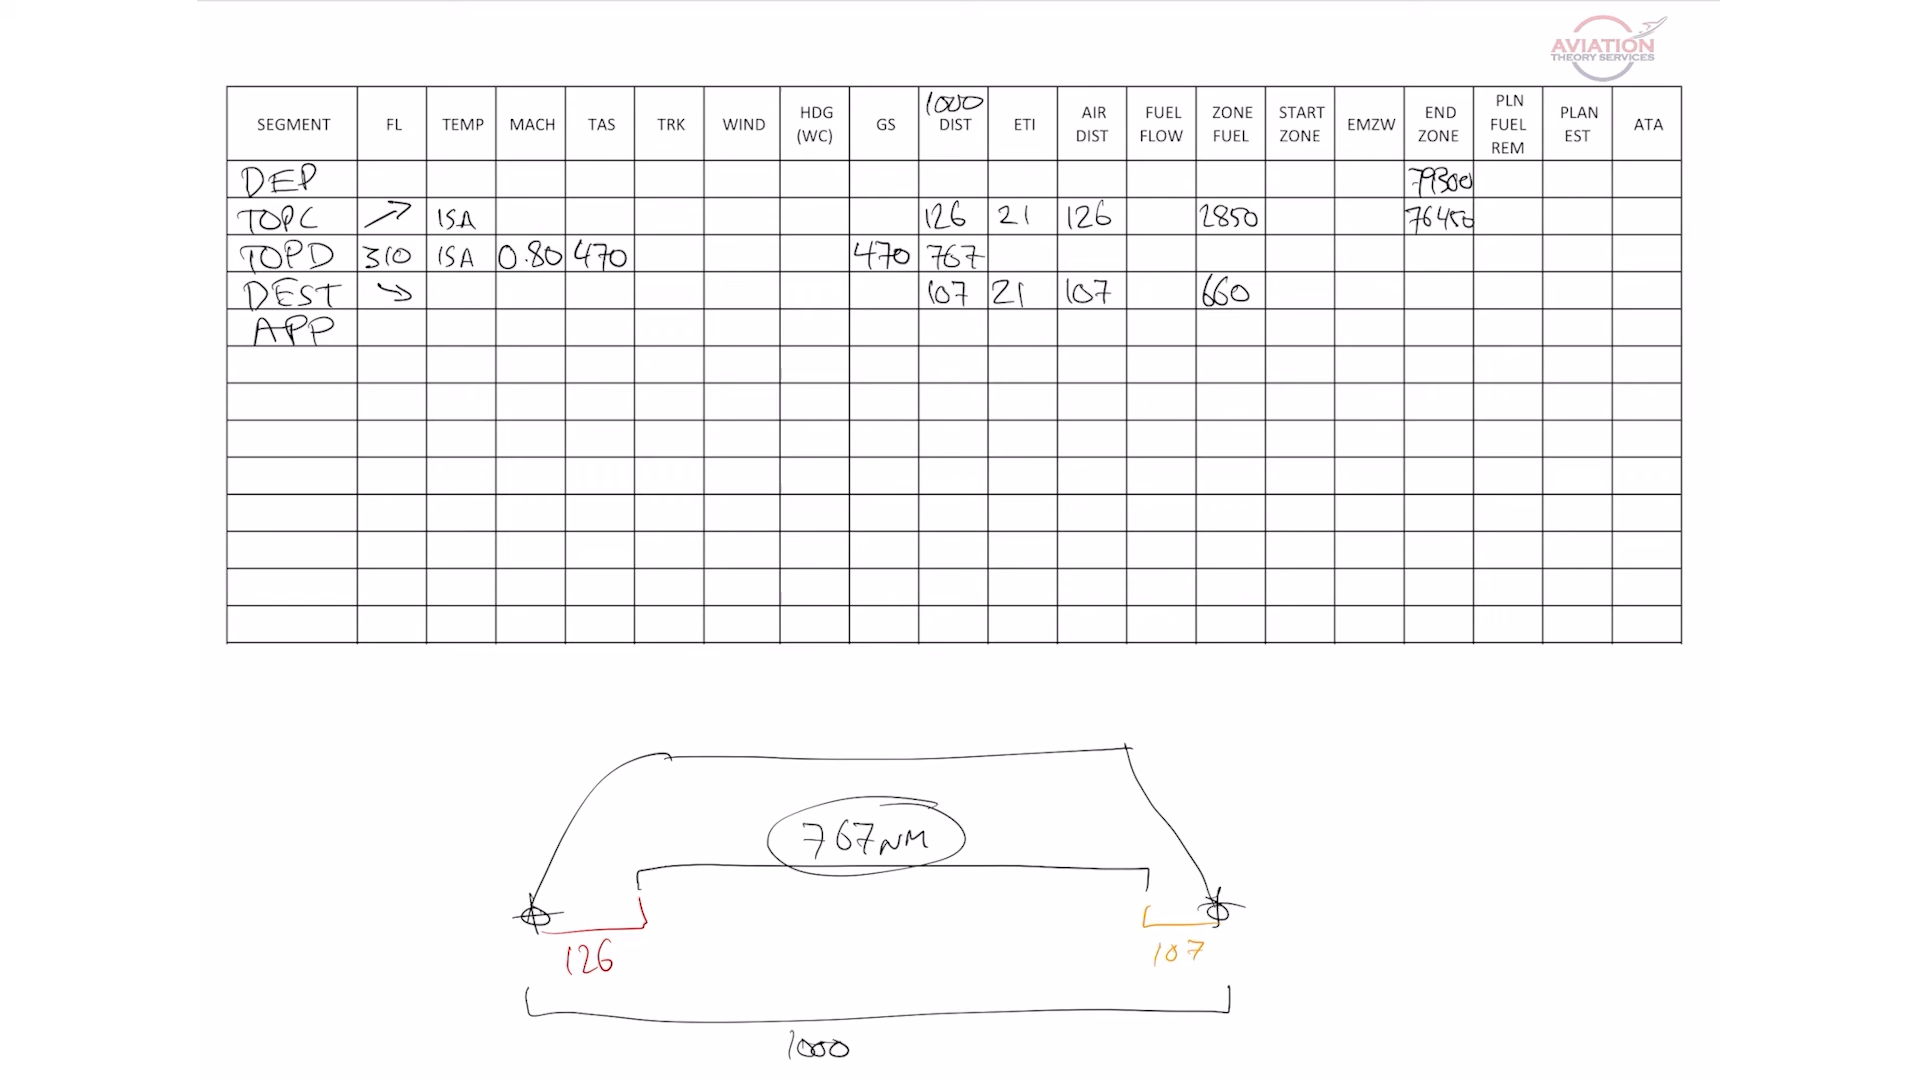 AVIATION
THEORY SERVICES
SEGMENT FL TEMP MACH TAS TRK WIND HDG (WC) GS 1000 DIST ETI AIR DIST FUEL FLOW ZONE FUEL START ZONE EMZW END ZONE PLN FUEL REM PLAN EST ATA
DEP 79300
TOPC ISA 126 21 126 2850 76450
TOPD 310 ISA 0.80 470 470 767
DEST 107 21 107 660
APP
767NM
126
107
1000